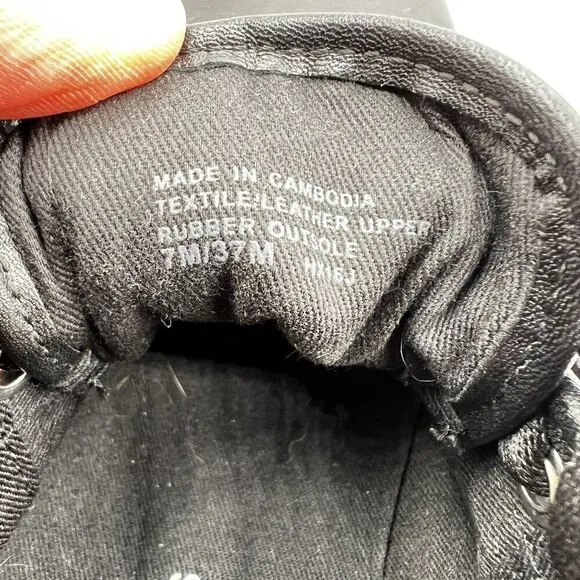 MADE IN CAMBODIA
TEXTILE/LEATHER UPPER
RUBBER OUTSOLE
7M/37M